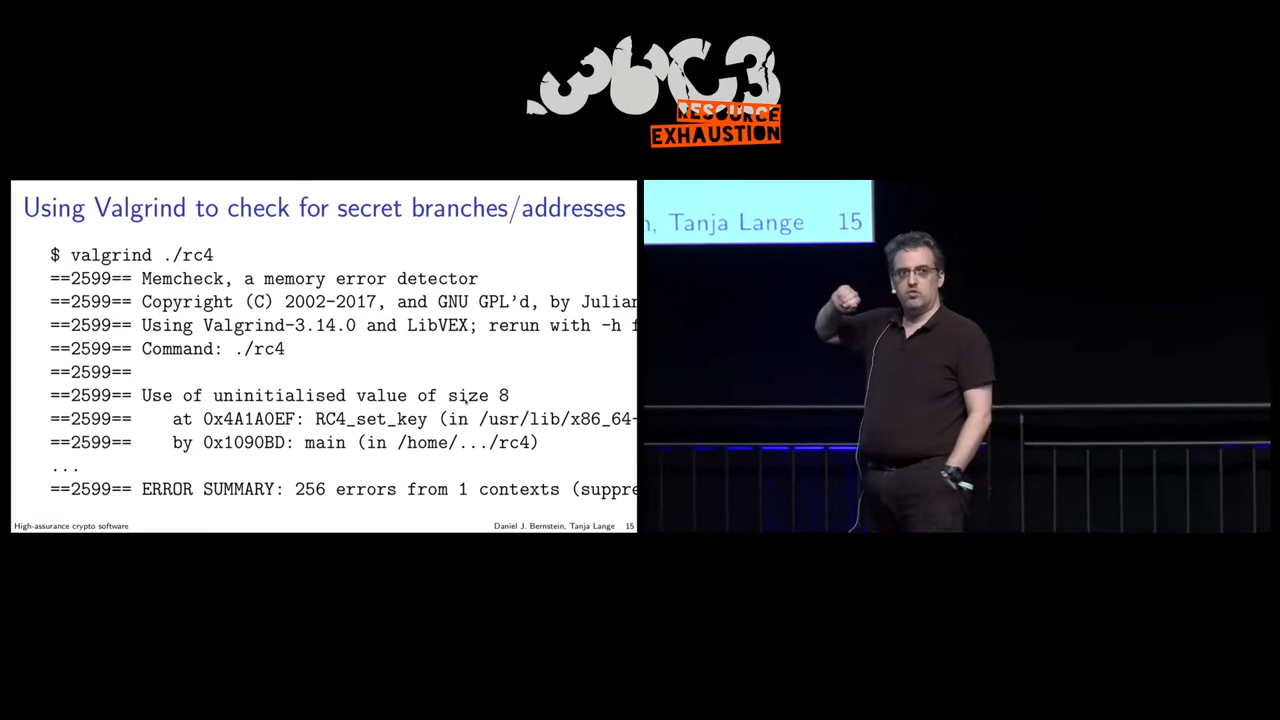 36C3
RESOURCE
EXHAUSTION
Using Valgrind to check for secret branches/addresses
$ valgrind ./rc4
==2599== Memcheck, a memory error detector
==2599== Copyright (C) 2002-2017, and GNU GPL'd, by Julian
==2599== Using Valgrind-3.14.0 and LibVEX; rerun with -h f
==2599== Command: ./rc4
==2599==
==2599== Use of uninitialised value of size 8
==2599==    at 0x4A1A0EF: RC4_set_key (in /usr/lib/x86_64-
==2599==    by 0x1090BD: main (in /home/.../rc4)
...
==2599== ERROR SUMMARY: 256 errors from 1 contexts (suppre
High-assurance crypto software
Daniel J. Bernstein, Tanja Lange 15
n, Tanja Lange 15